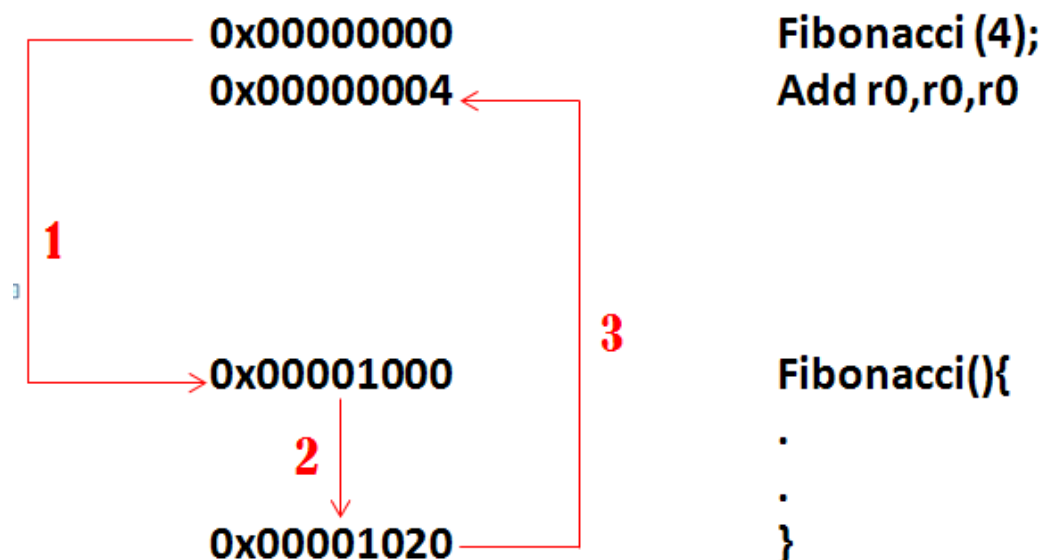 0x00000000 Fibonacci (4);
0x00000004 Add r0,r0,r0
1
3
0x00001000 Fibonacci(){
.
2
.
0x00001020 }